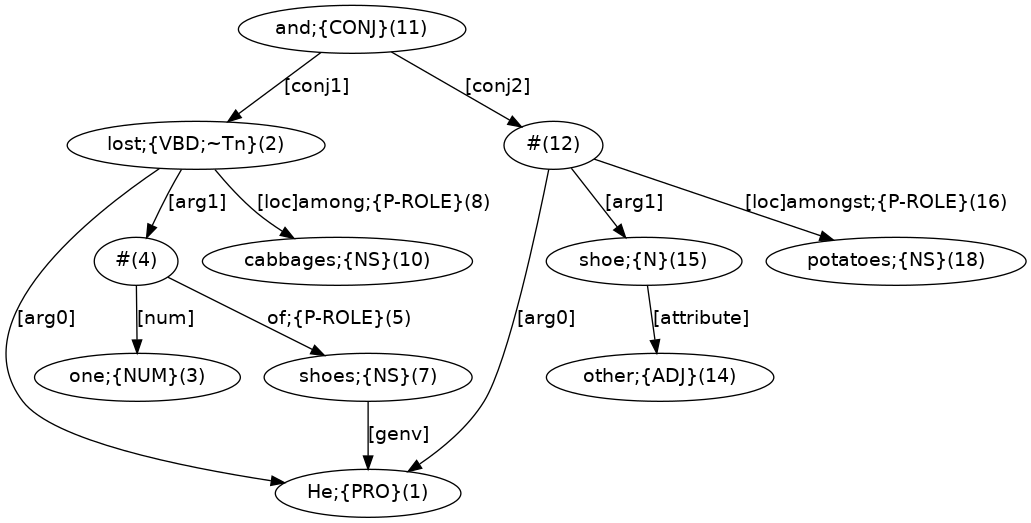 and;{CONJ}(11)
[conj1]
[conj2]
lost;{VBD;~Tn}(2)
#(12)
[arg1]
[loc]among;{P-ROLE}(8)
[arg1]
[loc]amongst;{P-ROLE}(16)
#(4)
cabbages;{NS}(10)
shoe;{N}(15)
potatoes;{NS}(18)
[arg0]
[num]
of;{P-ROLE}(5)
[arg0]
[attribute]
one;{NUM}(3)
shoes;{NS}(7)
other;{ADJ}(14)
[genv]
He;{PRO}(1)